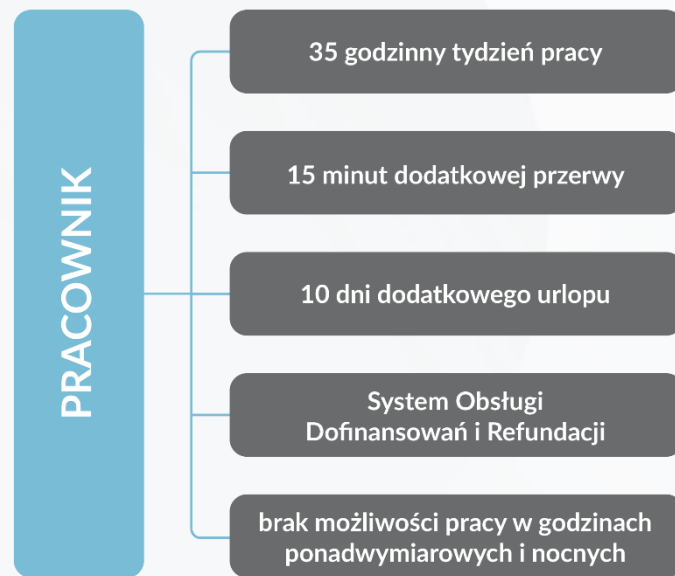 PRACOWNIK
35 godzinny tydzień pracy
15 minut dodatkowej przerwy
10 dni dodatkowego urlopu
System Obsługi
Dofinansowań i Refundacji
brak możliwości pracy w godzinach
ponadwymiarowych i nocnych